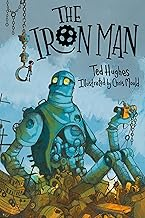 THE
IRON MAN
Ted Hughes
Illustrated by Chris Mould